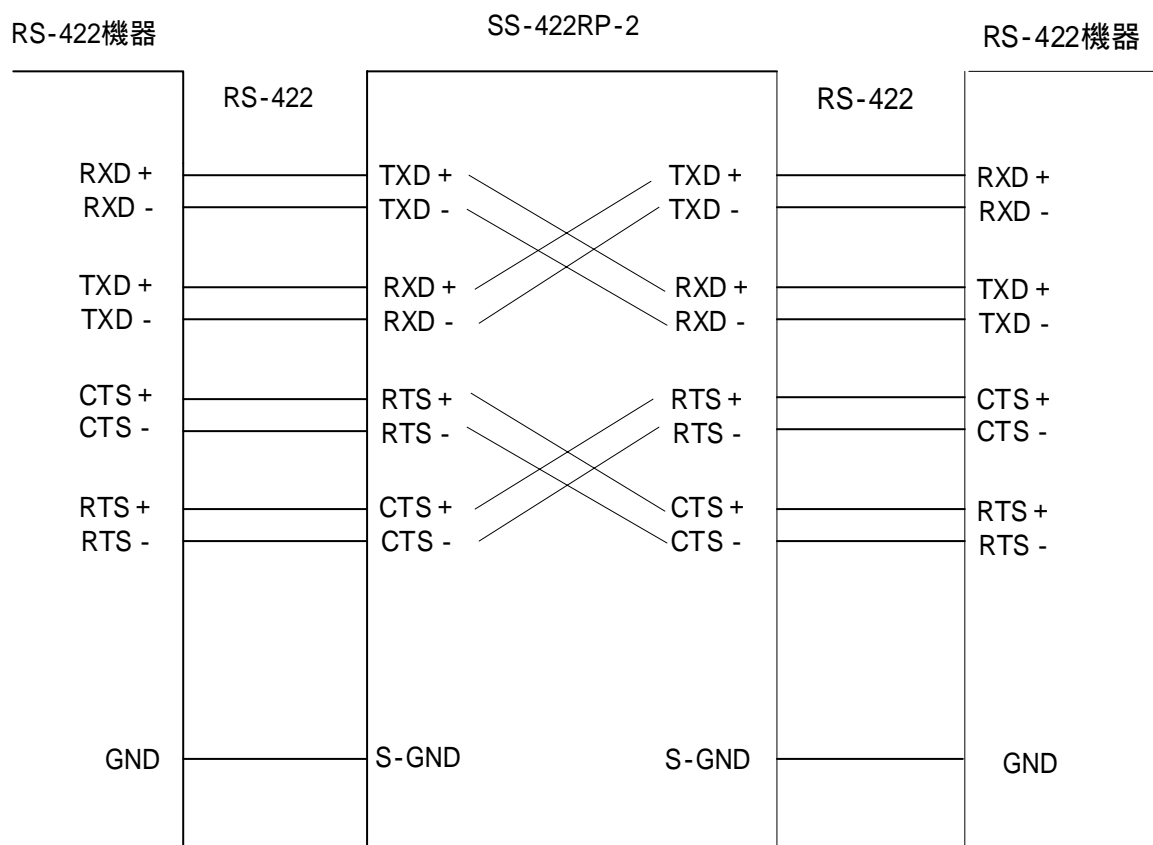 RS-422機器 SS-422RP-2 RS-422機器
RS-422 RS-422
RXD + TXD + TXD + RXD +
RXD - TXD - TXD - RXD -
TXD + RXD + RXD + TXD +
TXD - RXD - RXD - TXD -
CTS + RTS + RTS + CTS +
CTS - RTS - RTS - CTS -
RTS + CTS + CTS + RTS +
RTS - CTS - CTS - RTS -
GND S-GND S-GND GND